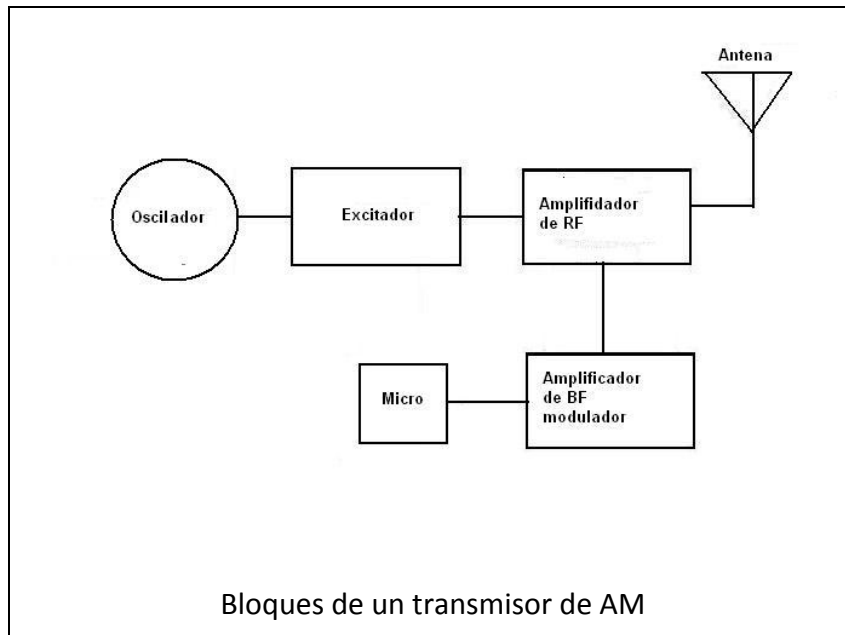 Antena
Oscilador
Excitador
Amplifidador
de RF
Micro
Amplificador
de BF
modulador
Bloques de un transmisor de AM